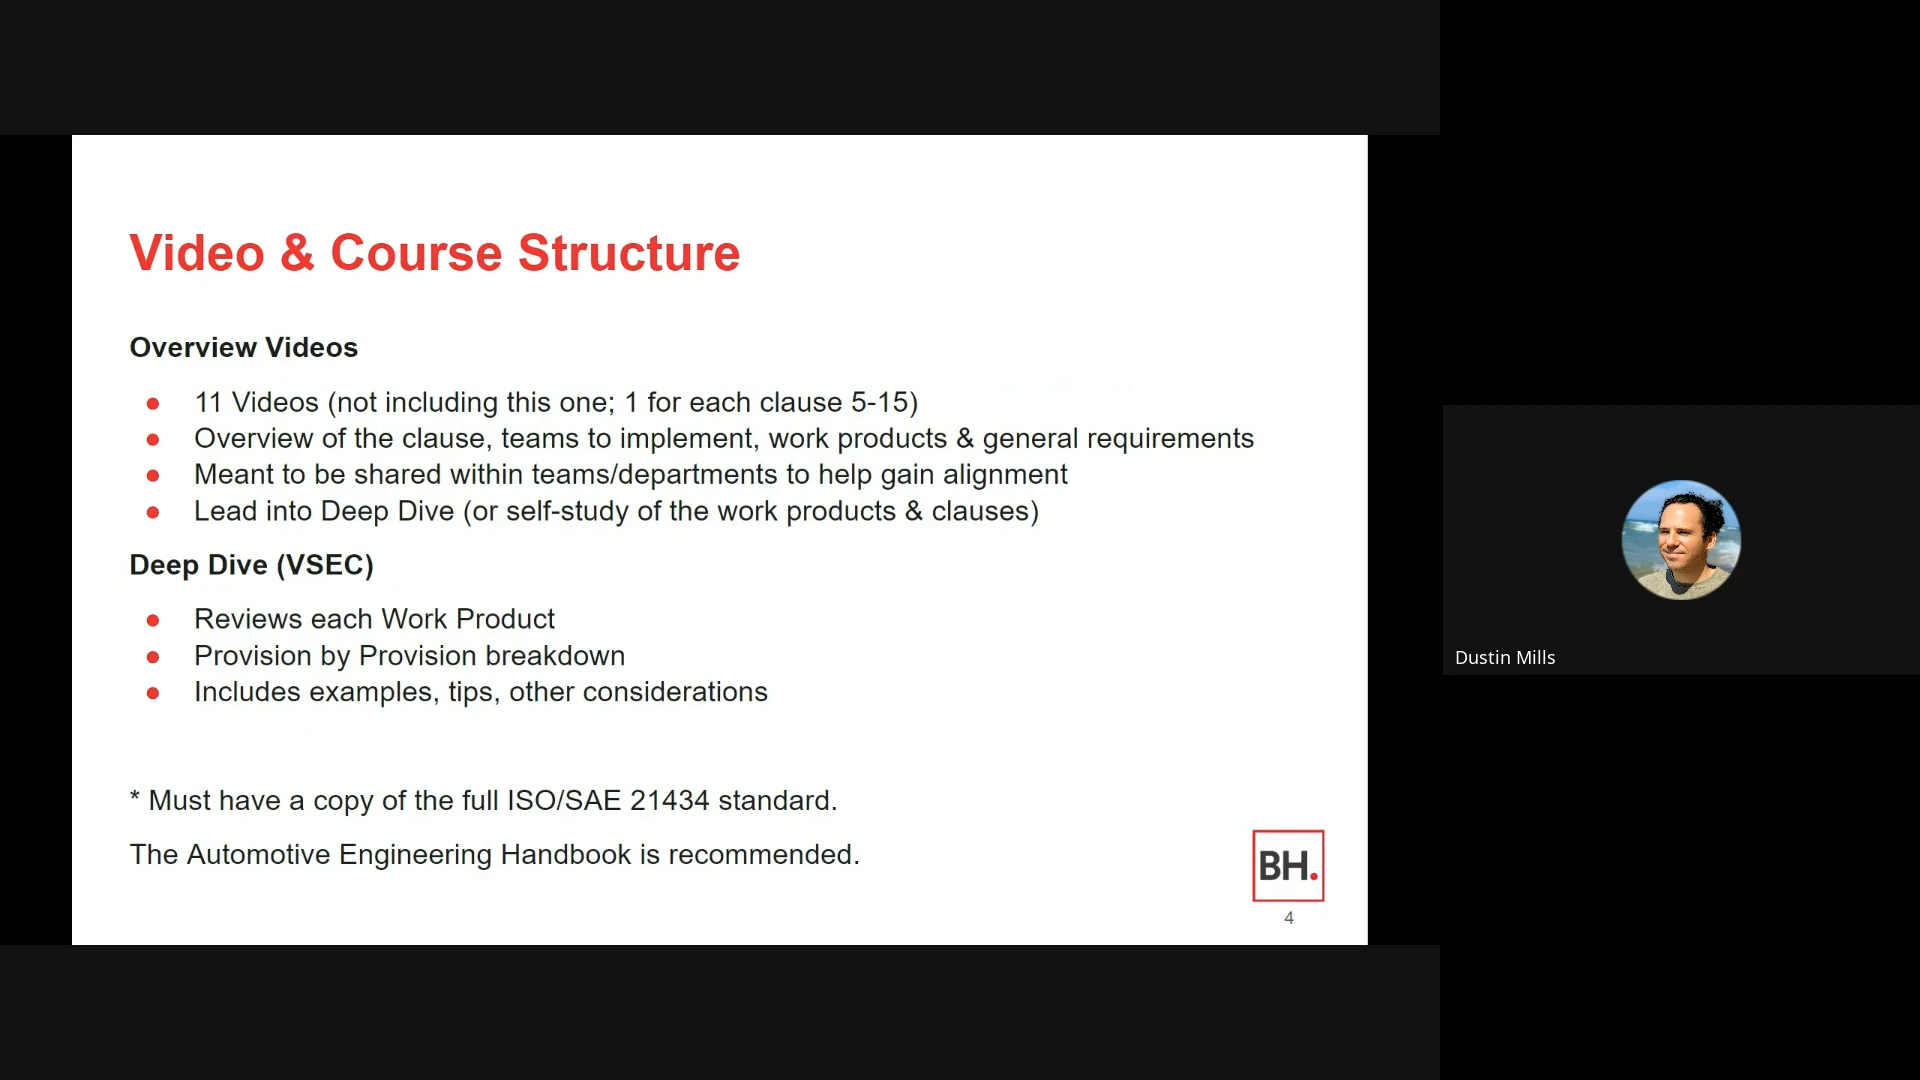 Video & Course Structure
Overview Videos
● 11 Videos (not including this one; 1 for each clause 5-15)
● Overview of the clause, teams to implement, work products & general requirements
● Meant to be shared within teams/departments to help gain alignment
● Lead into Deep Dive (or self-study of the work products & clauses)
Deep Dive (VSEC)
● Reviews each Work Product
● Provision by Provision breakdown
● Includes examples, tips, other considerations
* Must have a copy of the full ISO/SAE 21434 standard.
The Automotive Engineering Handbook is recommended.
BH.
4
Dustin Mills